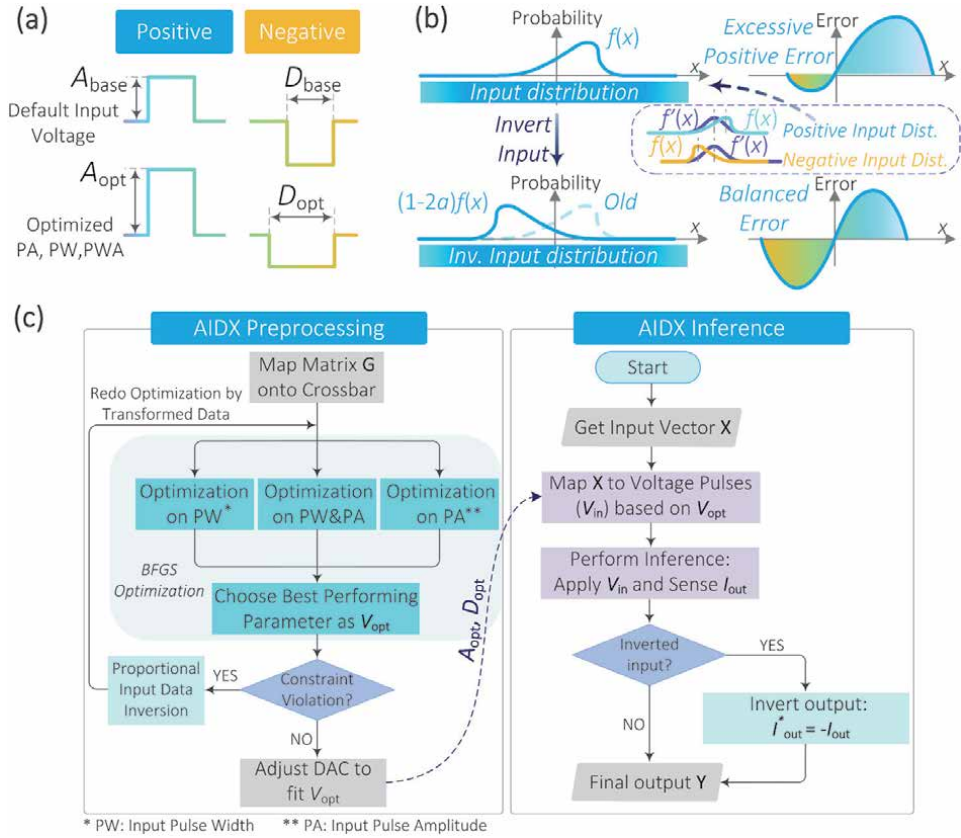 (a)
Positive
Negative
A_base
Default Input
Voltage
D_base
A_opt
Optimized
PA, PW,PWA
D_opt
(b)
Probability
f(x)
x
Input distribution
Invert
Input
Probability
(1-2a)f(x)
Old
x
Inv. Input distribution
Excessive
Positive Error
Error
x
f'(x)
f(x)
Positive Input Dist.
f(x)
f'(x)
Negative Input Dist.
Balanced
Error
Error
x
(c)
AIDX Preprocessing
Map Matrix G
onto Crossbar
Redo Optimization by
Transformed Data
Optimization
on PW*
Optimization
on PW&PA
Optimization
on PA**
BFGS
Optimization
Choose Best Performing
Parameter as V_opt
Constraint
Violation?
YES
Proportional
Input Data
Inversion
NO
Adjust DAC to
fit V_opt
A_opt, D_opt
AIDX Inference
Start
Get Input Vector X
Map X to Voltage Pulses
(V_in) based on V_opt
Perform Inference:
Apply V_in and Sense I_out
Inverted
input?
YES
Invert output:
I*_out = -I_out
NO
Final output Y
* PW: Input Pulse Width
** PA: Input Pulse Amplitude